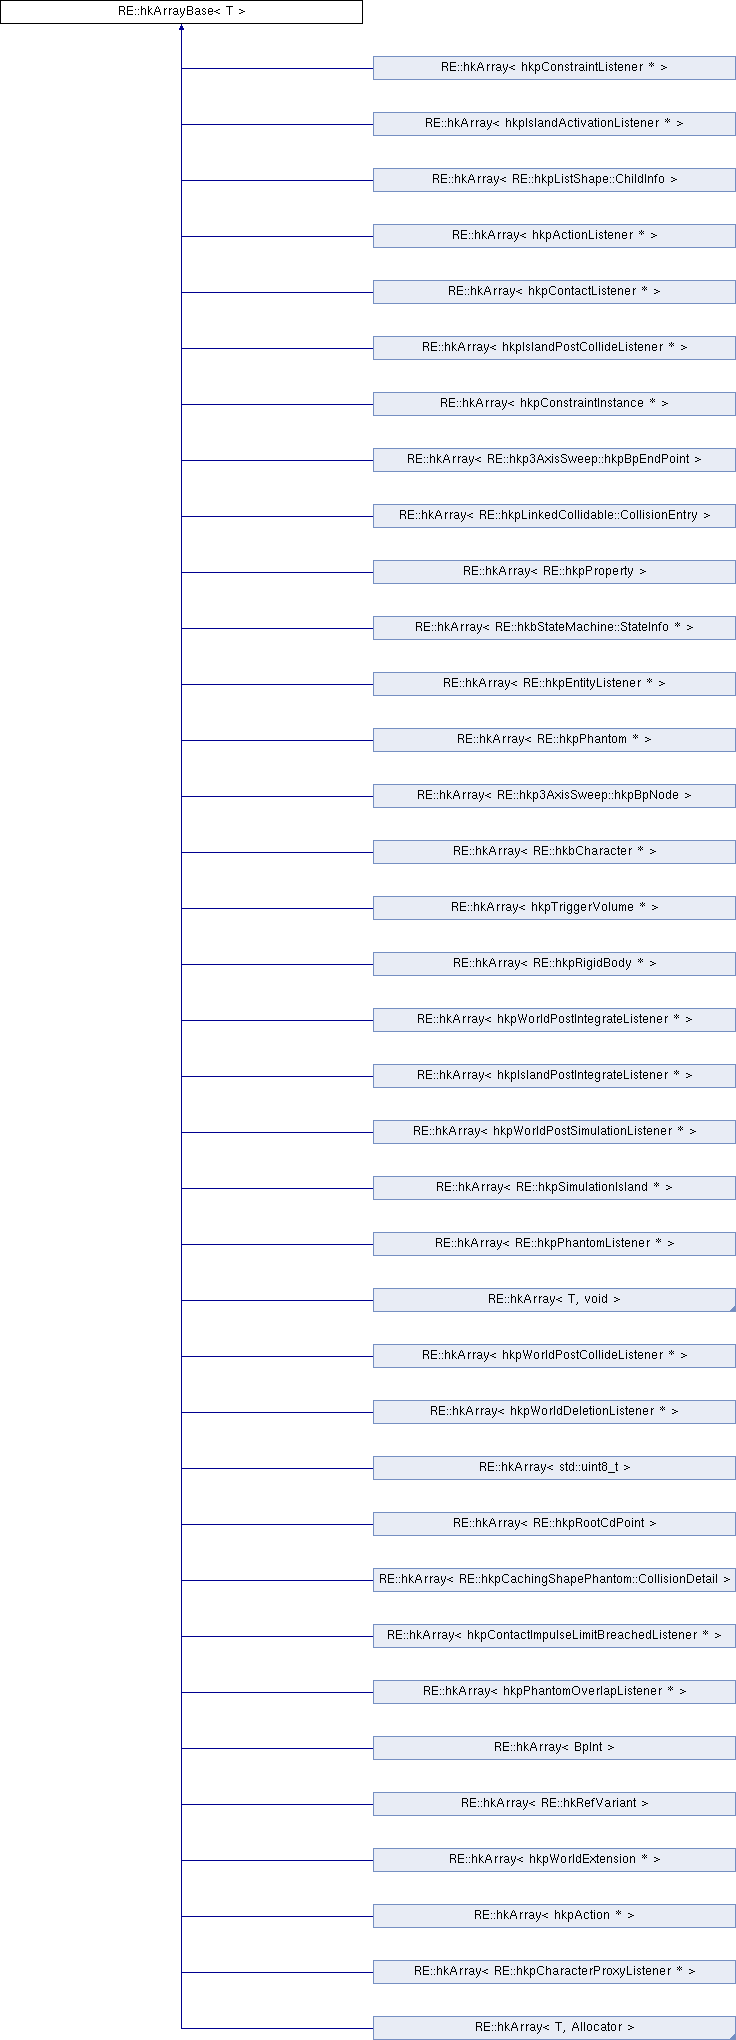 RE::hkArrayBase< T >
RE::hkArray< hkpConstraintListener * >
RE::hkArray< hkpIslandActivationListener * >
RE::hkArray< RE::hkpListShape::ChildInfo >
RE::hkArray< hkpActionListener * >
RE::hkArray< hkpContactListener * >
RE::hkArray< hkpIslandPostCollideListener * >
RE::hkArray< hkpConstraintInstance * >
RE::hkArray< RE::hkp3AxisSweep::hkpBpEndPoint >
RE::hkArray< RE::hkpLinkedCollidable::CollisionEntry >
RE::hkArray< RE::hkpProperty >
RE::hkArray< RE::hkbStateMachine::StateInfo * >
RE::hkArray< RE::hkpEntityListener * >
RE::hkArray< RE::hkpPhantom * >
RE::hkArray< RE::hkp3AxisSweep::hkpBpNode >
RE::hkArray< RE::hkbCharacter * >
RE::hkArray< hkpTriggerVolume * >
RE::hkArray< RE::hkpRigidBody * >
RE::hkArray< hkpWorldPostIntegrateListener * >
RE::hkArray< hkpIslandPostIntegrateListener * >
RE::hkArray< hkpWorldPostSimulationListener * >
RE::hkArray< RE::hkpSimulationIsland * >
RE::hkArray< RE::hkpPhantomListener * >
RE::hkArray< T, void >
RE::hkArray< hkpWorldPostCollideListener * >
RE::hkArray< hkpWorldDeletionListener * >
RE::hkArray< std::uint8_t >
RE::hkArray< RE::hkpRootCdPoint >
RE::hkArray< RE::hkpCachingShapePhantom::CollisionDetail >
RE::hkArray< hkpContactImpulseLimitBreachedListener * >
RE::hkArray< hkpPhantomOverlapListener * >
RE::hkArray< BpInt >
RE::hkArray< RE::hkRefVariant >
RE::hkArray< hkpWorldExtension * >
RE::hkArray< hkpAction * >
RE::hkArray< RE::hkpCharacterProxyListener * >
RE::hkArray< T, Allocator >